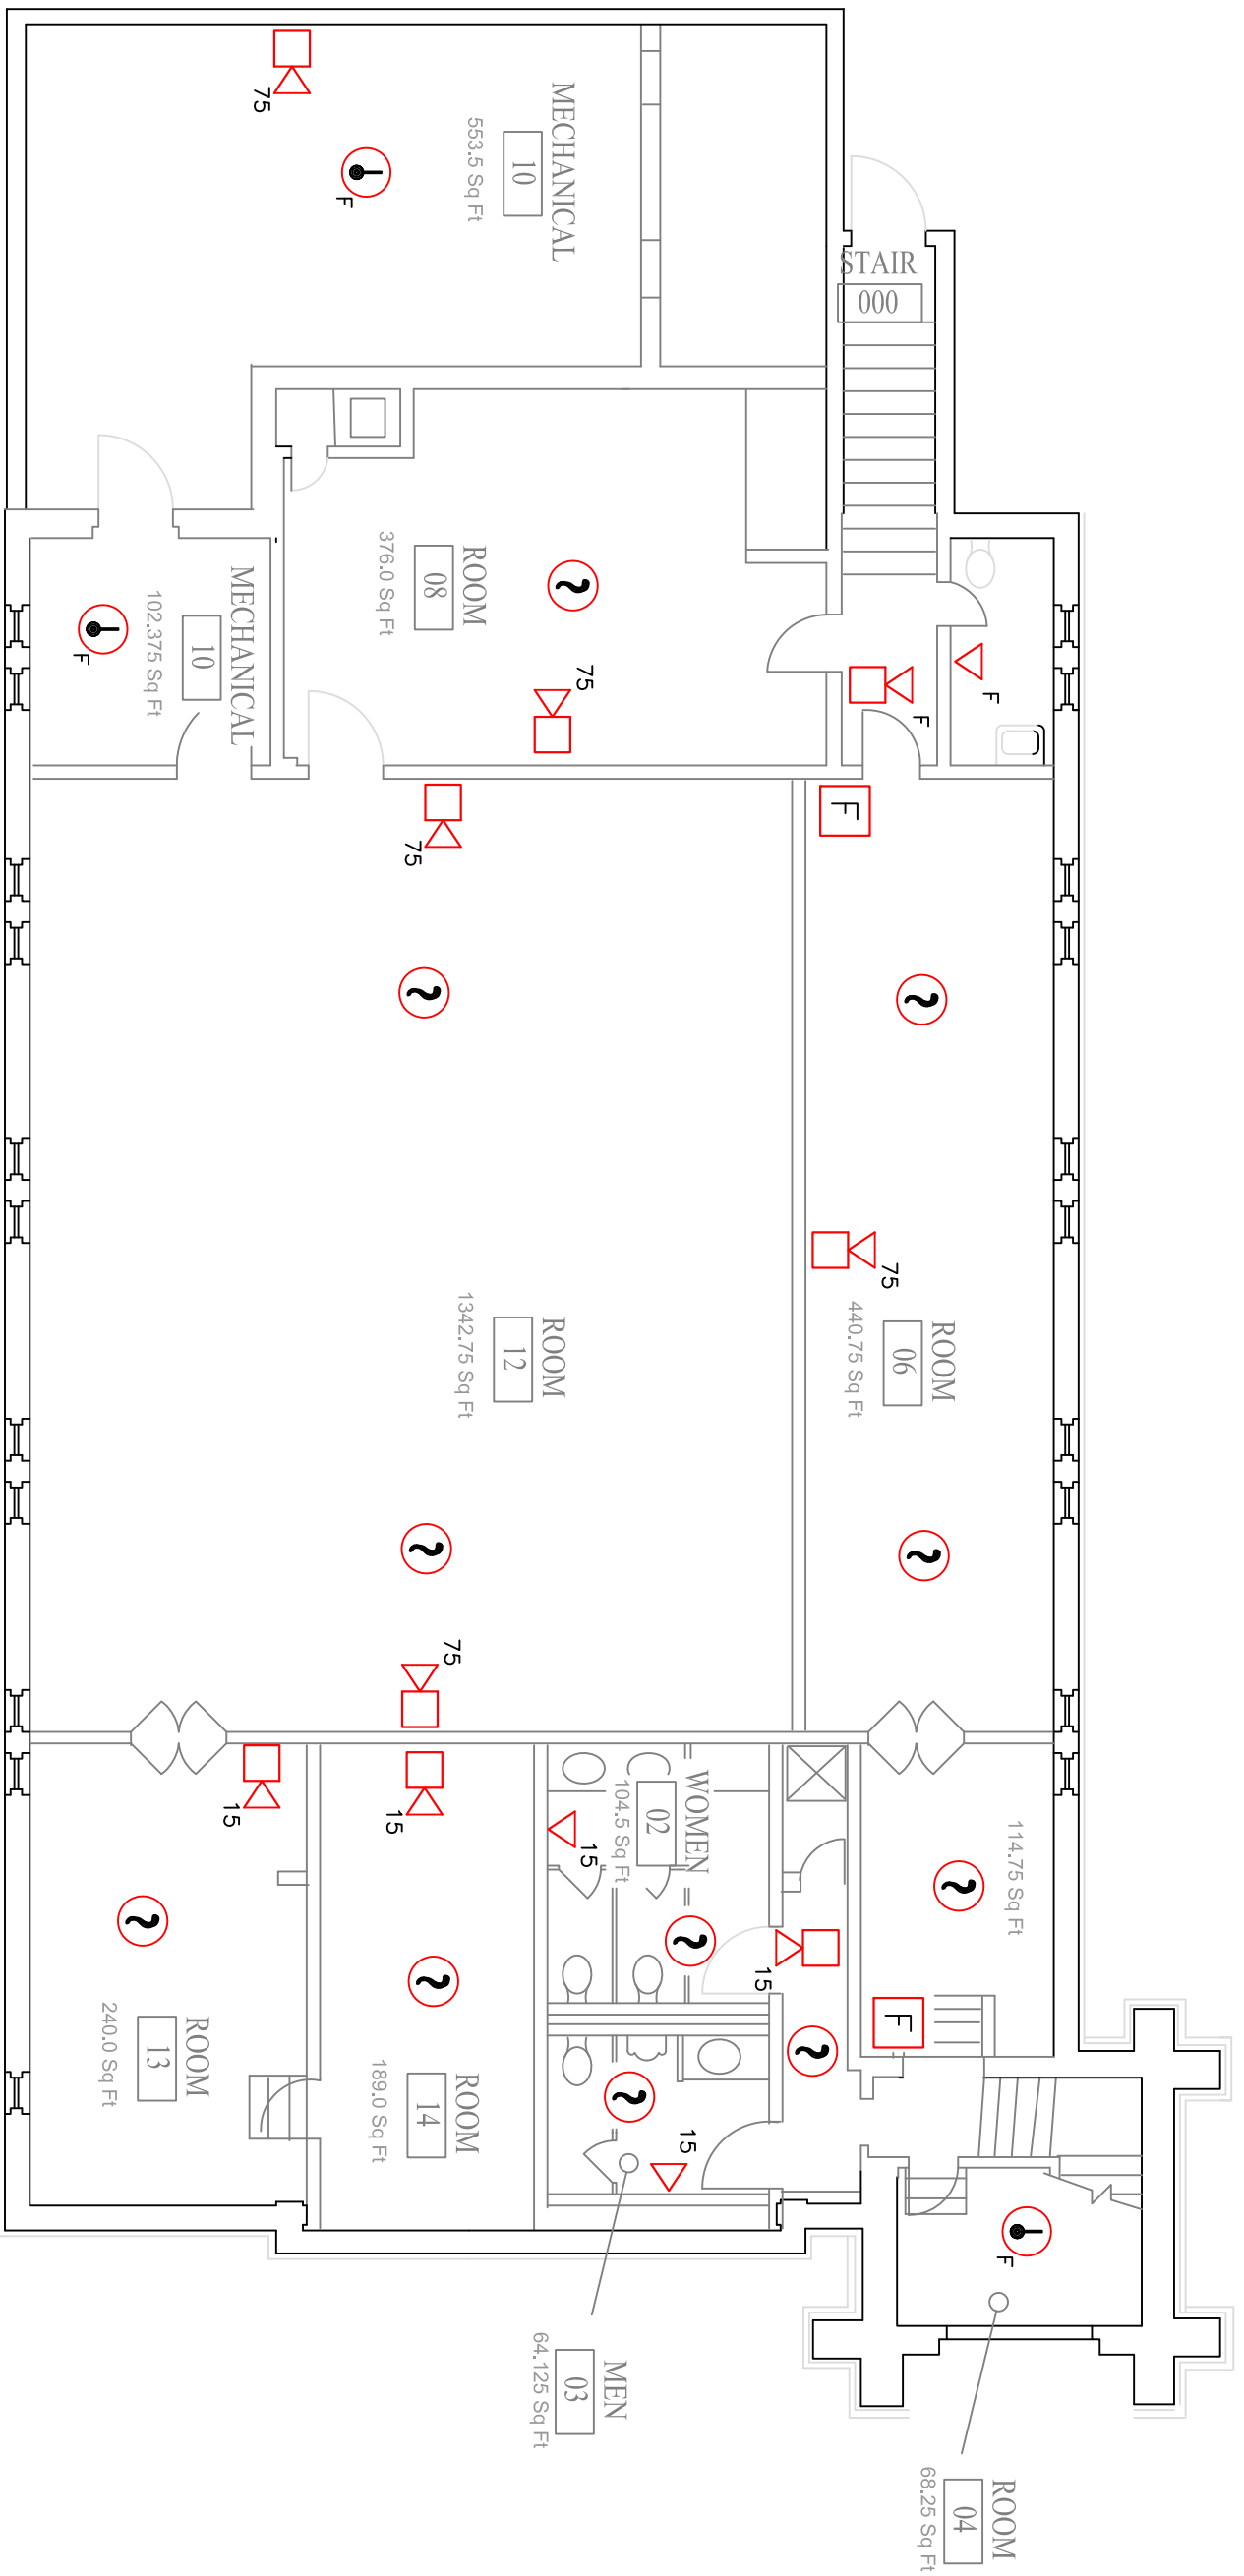 MECHANICAL
10
553.5 Sq Ft
75
F
STAIR
000
ROOM
08
376.0 Sq Ft
75
MECHANICAL
10
102.375 Sq Ft
F
F
F
F
75
ROOM
06
440.75 Sq Ft
75
ROOM
12
1342.75 Sq Ft
75
114.75 Sq Ft
F
WOMEN
02
104.5 Sq Ft
15
15
15
15
ROOM
14
189.0 Sq Ft
ROOM
13
240.0 Sq Ft
15
F
MEN
03
64.125 Sq Ft
ROOM
04
68.25 Sq Ft